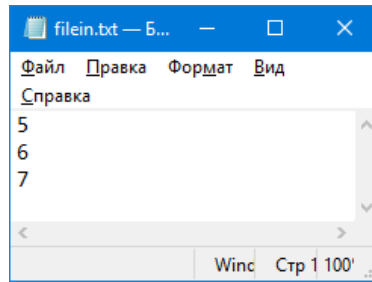 filein.txt — Б...
Файл Правка Формат Вид
Справка
5
6
7
Winc Стр 1 100'